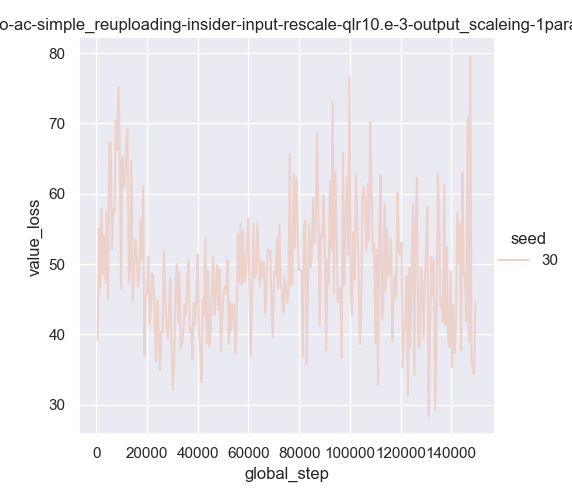 o-ac-simple_reuploading-insider-input-rescale-qlr10.e-3-output_scaleing-1para
80
70
60
50
40
30
value_loss
0 20000 40000 60000 80000 100000 120000 140000
global_step
seed
30